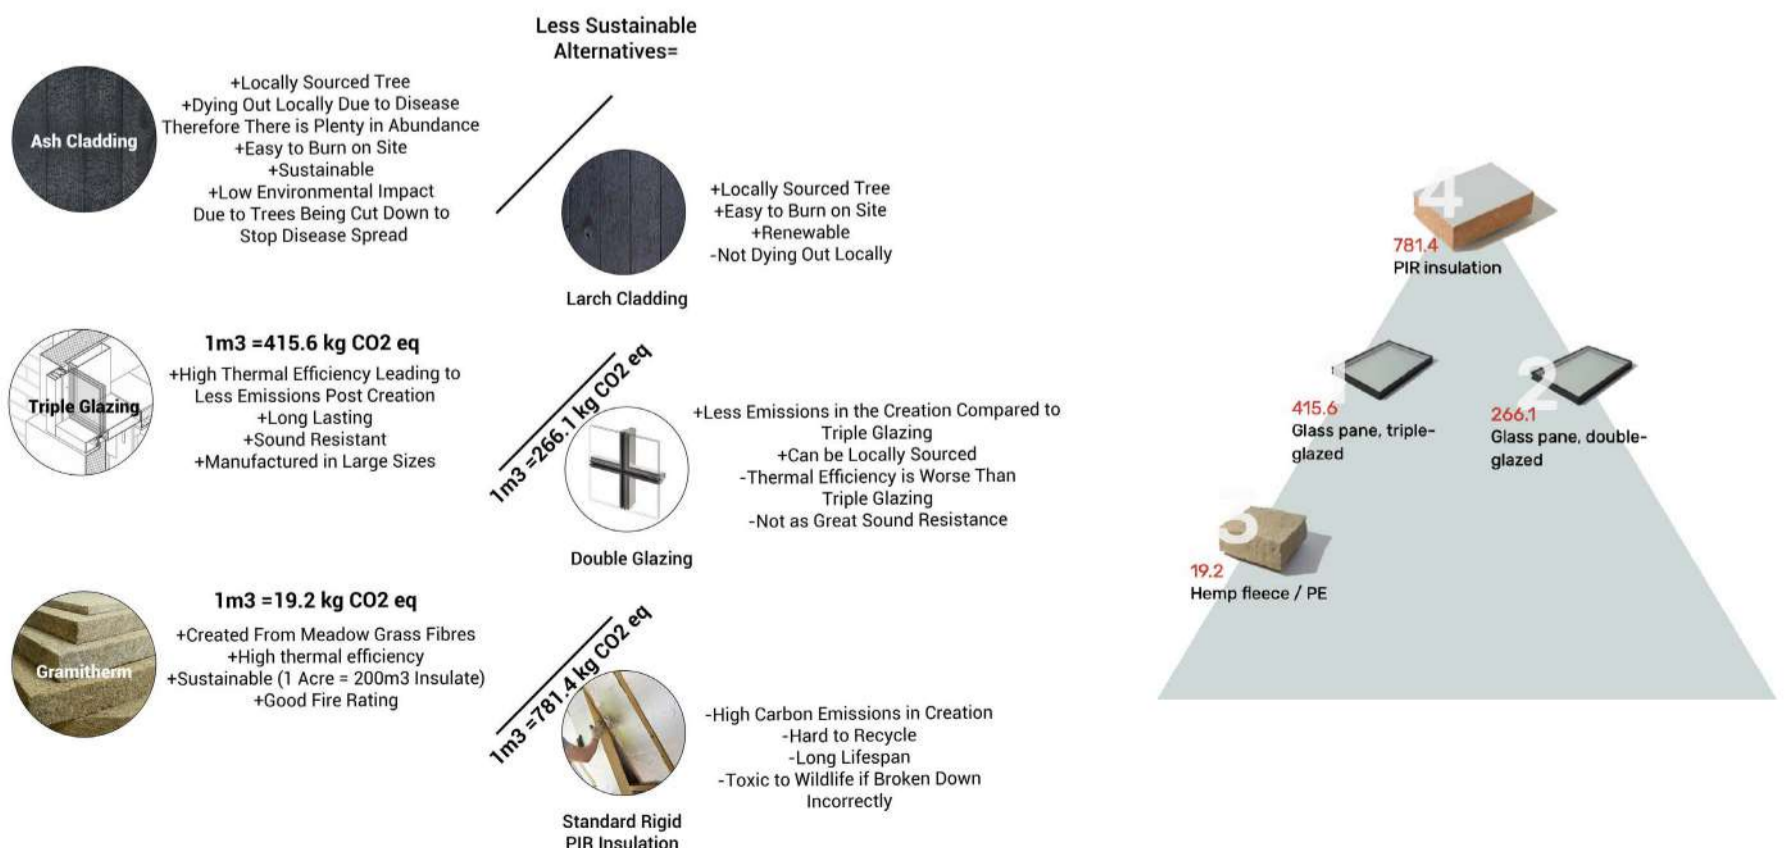 Less Sustainable
Alternatives=
Ash Cladding
+Locally Sourced Tree
+Dying Out Locally Due to Disease
Therefore There is Plenty in Abundance
+Easy to Burn on Site
+Sustainable
+Low Environmental Impact
Due to Trees Being Cut Down to
Stop Disease Spread
+Locally Sourced Tree
+Easy to Burn on Site
+Renewable
-Not Dying Out Locally
Larch Cladding
Triple Glazing
1m3 =415.6 kg CO2 eq
+High Thermal Efficiency Leading to
Less Emissions Post Creation
+Long Lasting
+Sound Resistant
+Manufactured in Large Sizes
1m3 =266.1 kg CO2 eq
+Less Emissions in the Creation Compared to
Triple Glazing
+Can be Locally Sourced
-Thermal Efficiency is Worse Than
Triple Glazing
-Not as Great Sound Resistance
Double Glazing
Gramitherm
1m3 =19.2 kg CO2 eq
+Created From Meadow Grass Fibres
+High thermal efficiency
+Sustainable (1 Acre = 200m3 Insulate)
+Good Fire Rating
1m3 =781.4 kg CO2 eq
-High Carbon Emissions in Creation
-Hard to Recycle
-Long Lifespan
-Toxic to Wildlife if Broken Down
Incorrectly
Standard Rigid
PIR Insulation
4
781.4
PIR insulation
1
415.6
Glass pane, triple-
glazed
2
266.1
Glass pane, double-
glazed
3
19.2
Hemp fleece / PE